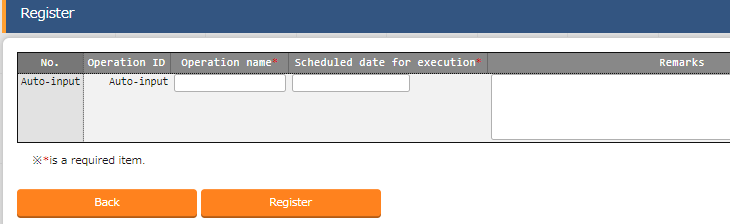 Register
No. Operation ID Operation name* Scheduled date for execution* Remarks
Auto-input Auto-input
※*is a required item.
Back Register